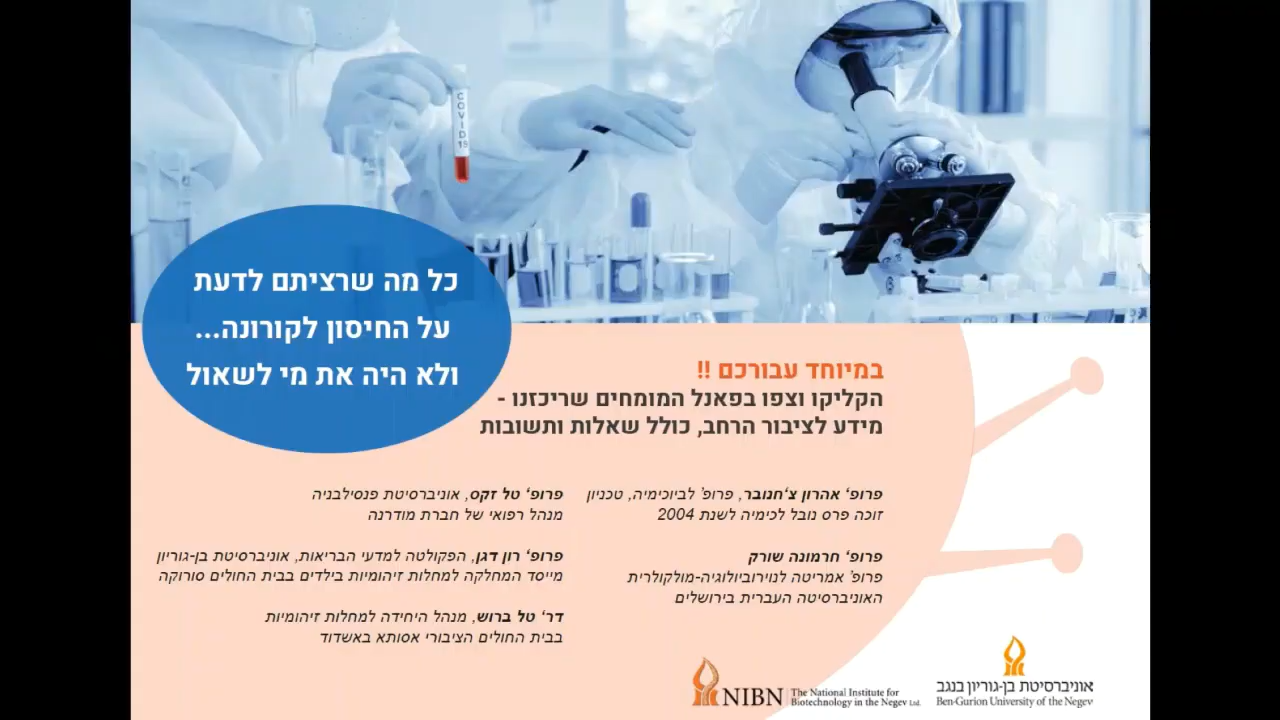 COVID 19
כל מה שרציתם לדעת
על החיסון לקורונה...
ולא היה את מי לשאול
במיוחד עבורכם !!
הקליקו וצפו בפאנל המומחים שריכזנו -
מידע לציבור הרחב, כולל שאלות ותשובות
פרופ' אהרון צ'חנובר, פרופ' לביוכימיה, טכניון
זוכה פרס נובל לכימיה לשנת 2004
פרופ' חרמונה שורק
פרופ' אמריטה לנוירוביולוגיה-מולקולרית
האוניברסיטה העברית בירושלים
פרופ' טל זקס, אוניברסיטת פנסילבניה
מנהל רפואי של חברת מודרנה
פרופ' רון דגן, הפקולטה למדעי הבריאות, אוניברסיטת בן-גוריון
מייסד המחלקה למחלות זיהומיות בילדים בבית החולים סורוקה
דר' טל ברוש, מנהל היחידה למחלות זיהומיות
בבית החולים הציבורי אסותא באשדוד
NIBN
The National Institute for
Biotechnology in the Negev Ltd.
אוניברסיטת בן-גוריון בנגב
Ben-Gurion University of the Negev